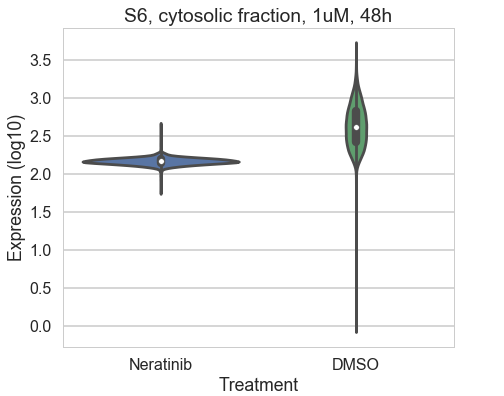 S6, cytosolic fraction, 1uM, 48h
Expression (log10)
3.5
3.0
2.5
2.0
1.5
1.0
0.5
0.0
Neratinib DMSO
Treatment